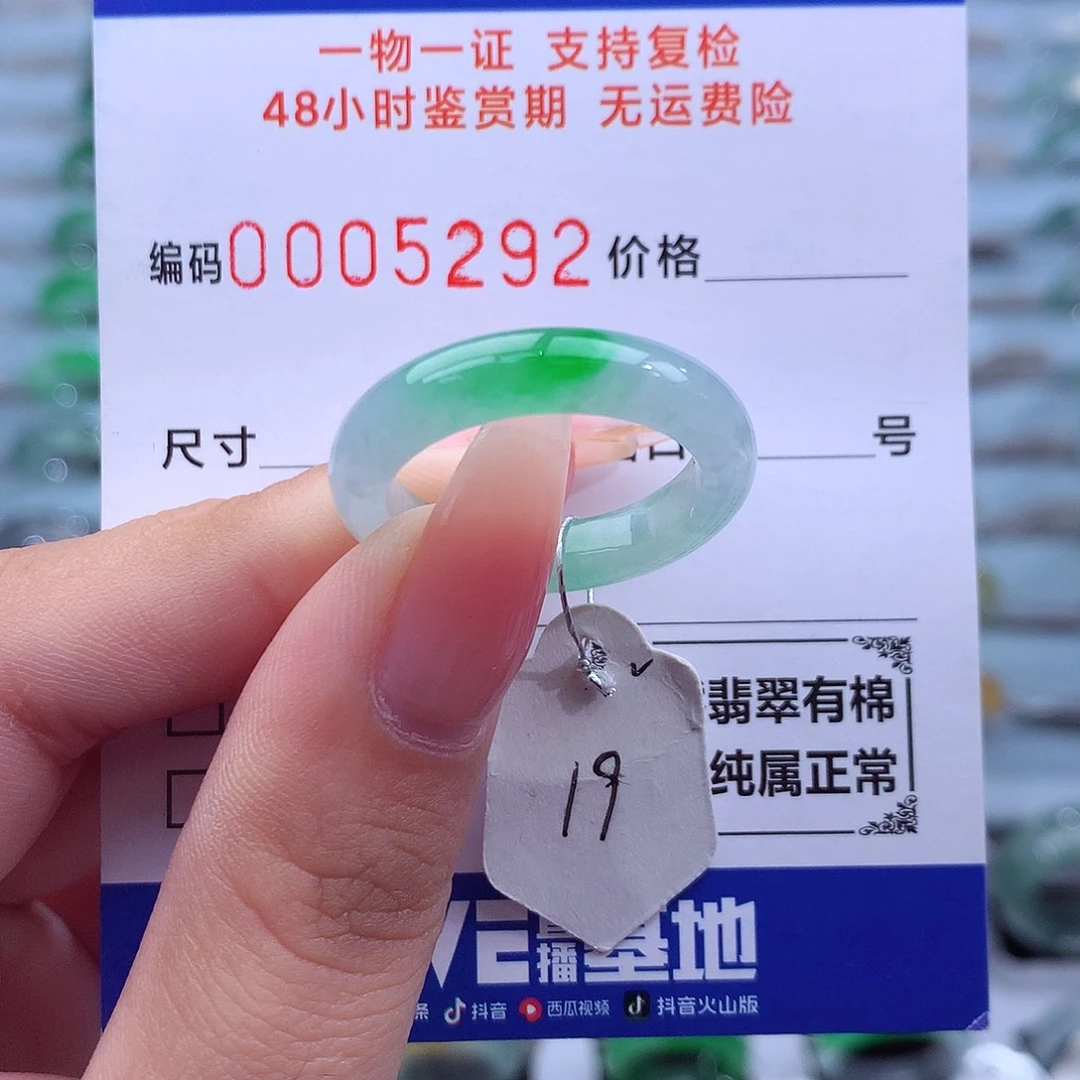 一物一证 支持复检
48小时鉴赏期 无运费险
编码0005292 价格
尺寸 号
翡翠有棉
纯属正常
19
直播基地
条 抖音 西瓜视频 抖音火山版